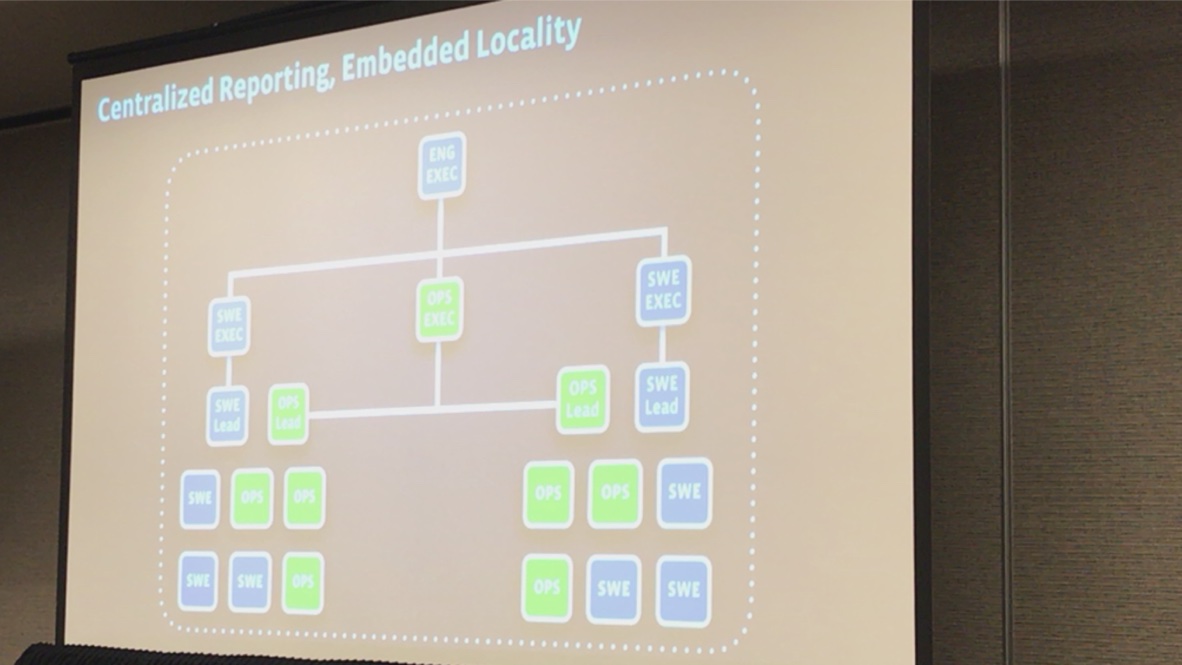 Centralized Reporting, Embedded Locality
ENG
EXEC
SWE
EXEC
OPS
EXEC
SWE
EXEC
SWE
Lead
OPS
Lead
OPS
Lead
SWE
Lead
SWE OPS OPS OPS OPS SWE
SWE SWE OPS OPS SWE SWE